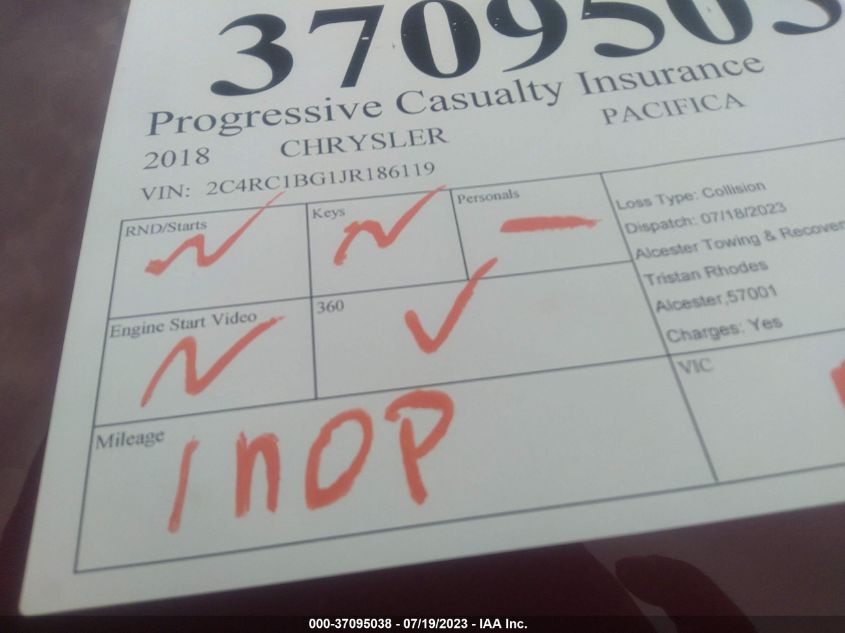 3709503
Progressive Casualty Insurance
2018 CHRYSLER PACIFICA
VIN: 2C4RC1BG1JR186119
RND/Starts
N
Keys
N
Personals
—
Loss Type: Collision
Dispatch: 07/18/2023
Alcester Towing & Recover
Tristan Rhodes
Alcester,57001
Charges: Yes
Engine Start Video
N
360
✓
Mileage
INOP
VIC
000-37095038 - 07/19/2023 - IAA Inc.